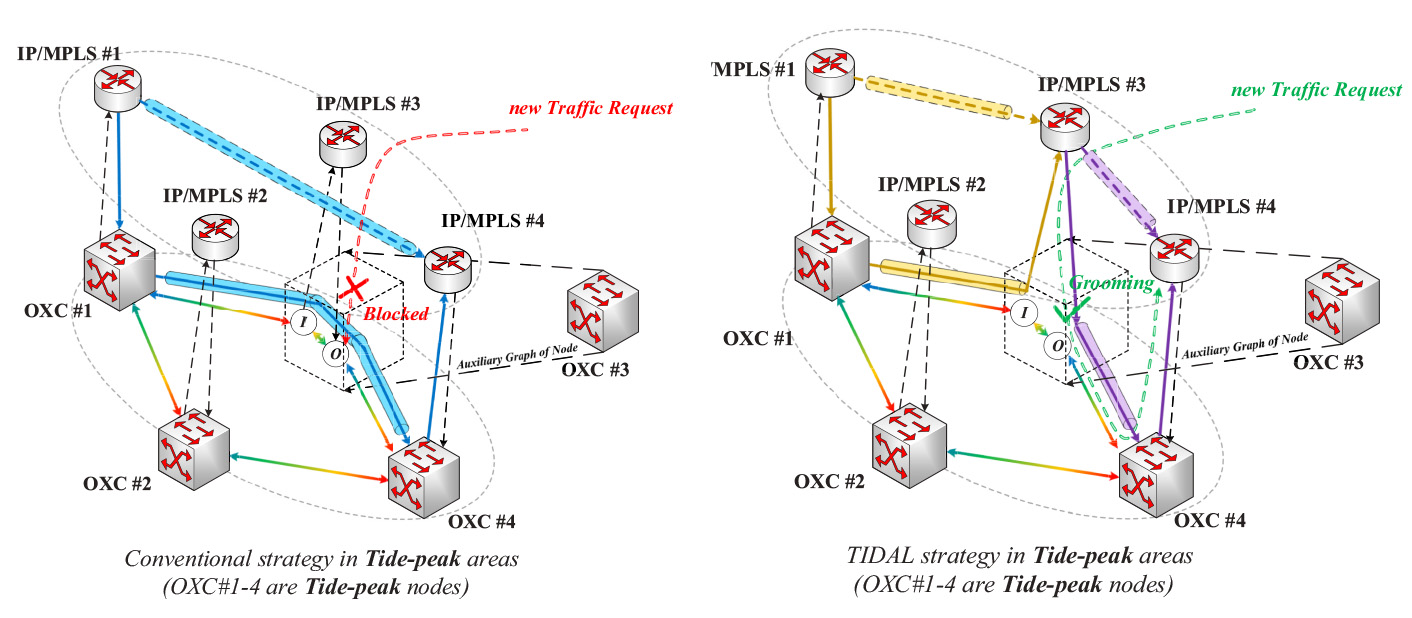 IP/MPLS #1
IP/MPLS #3
new Traffic Request
IP/MPLS #2
IP/MPLS #4
OXC #1
I
O
Blocked
Auxiliary Graph of Node
OXC #3
OXC #2
OXC #4
Conventional strategy in Tide-peak areas
(OXC#1-4 are Tide-peak nodes)
'MPLS #1
IP/MPLS #3
new Traffic Request
IP/MPLS #2
IP/MPLS #4
OXC #1
Grooming
I
O
Auxiliary Graph of Node
OXC #3
OXC #2
OXC #4
TIDAL strategy in Tide-peak areas
(OXC#1-4 are Tide-peak nodes)